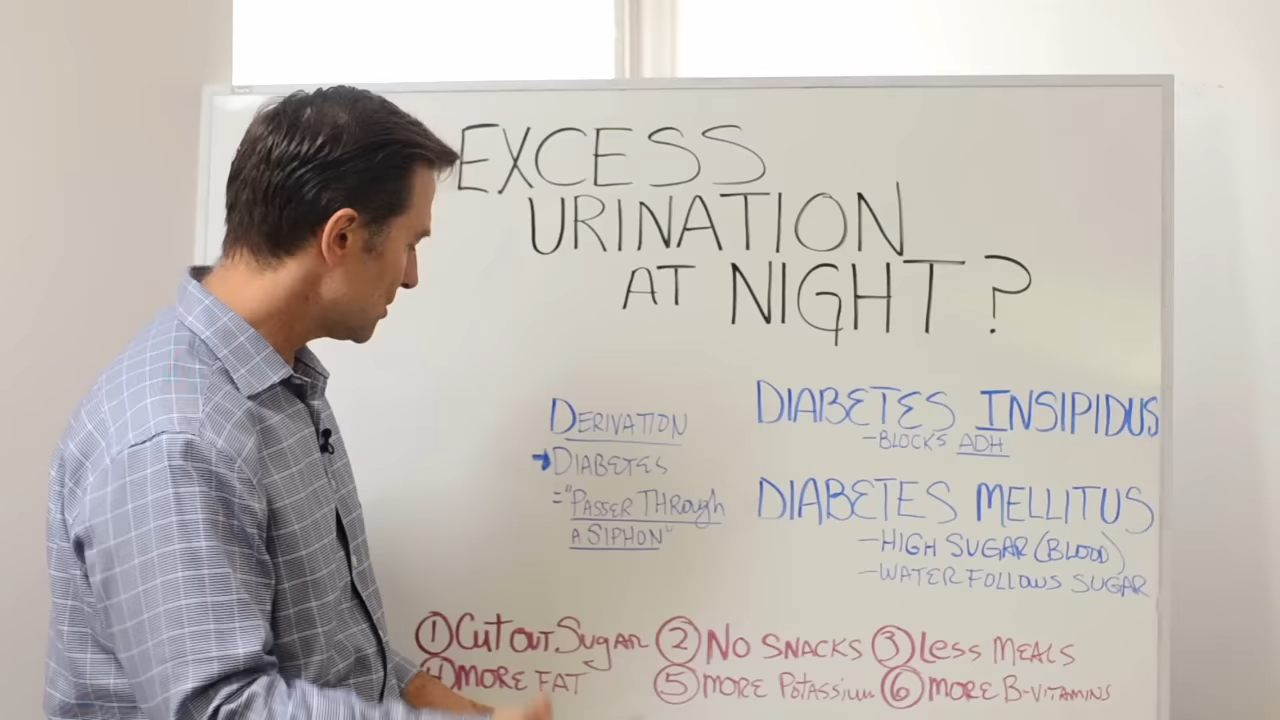 EXCESS
URINATION
AT NIGHT?
DERIVATION
→DIABETES
="PASSER THROUGH
A SIPHON"
DIABETES INSIPIDUS
-BLOCKS ADH
DIABETES MELLITUS
-HIGH SUGAR (BLOOD)
-WATER FOLLOWS SUGAR
① Cut out Sugar ② NO SNACKS ③ Less MEALS
④ MORE FAT ⑤ MORE Potassium ⑥ MORE B-VITAMINS